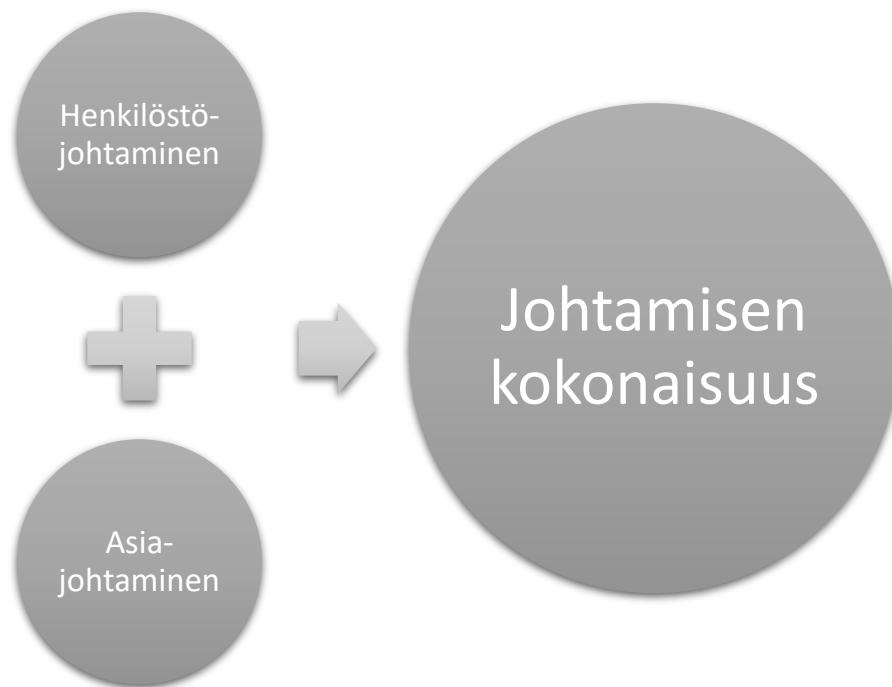 Henkilöstö-
johtaminen
Asia-
johtaminen
Johtamisen
kokonaisuus